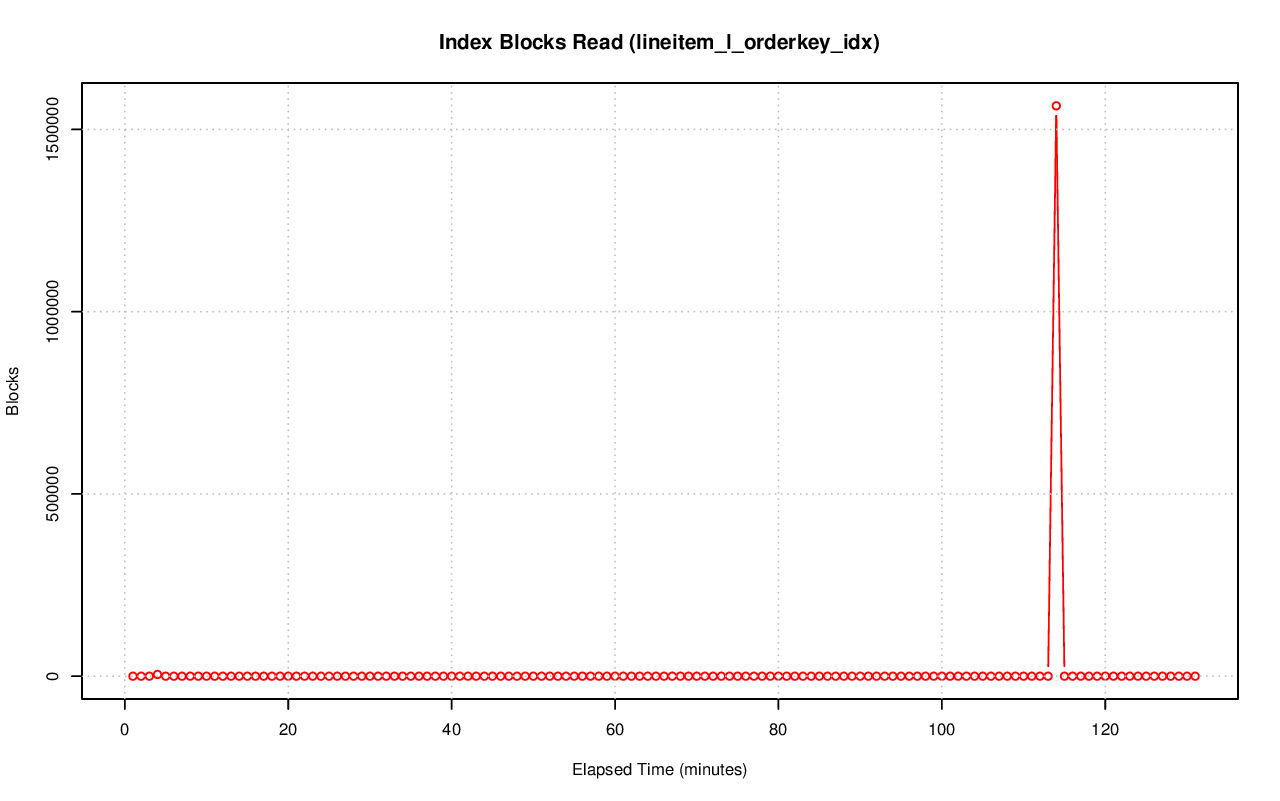 Index Blocks Read (lineitem_l_orderkey_idx)
Blocks
1500000
1000000
500000
0
0 20 40 60 80 100 120
Elapsed Time (minutes)